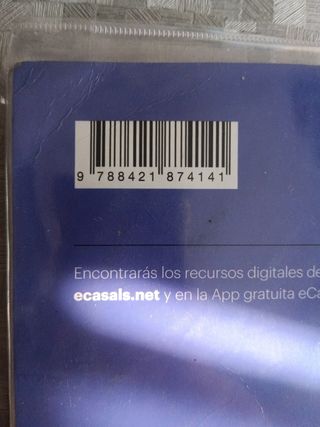 9 788421 874141
Encontrarás los recursos digitales de
ecasals.net y en la App gratuita eCa